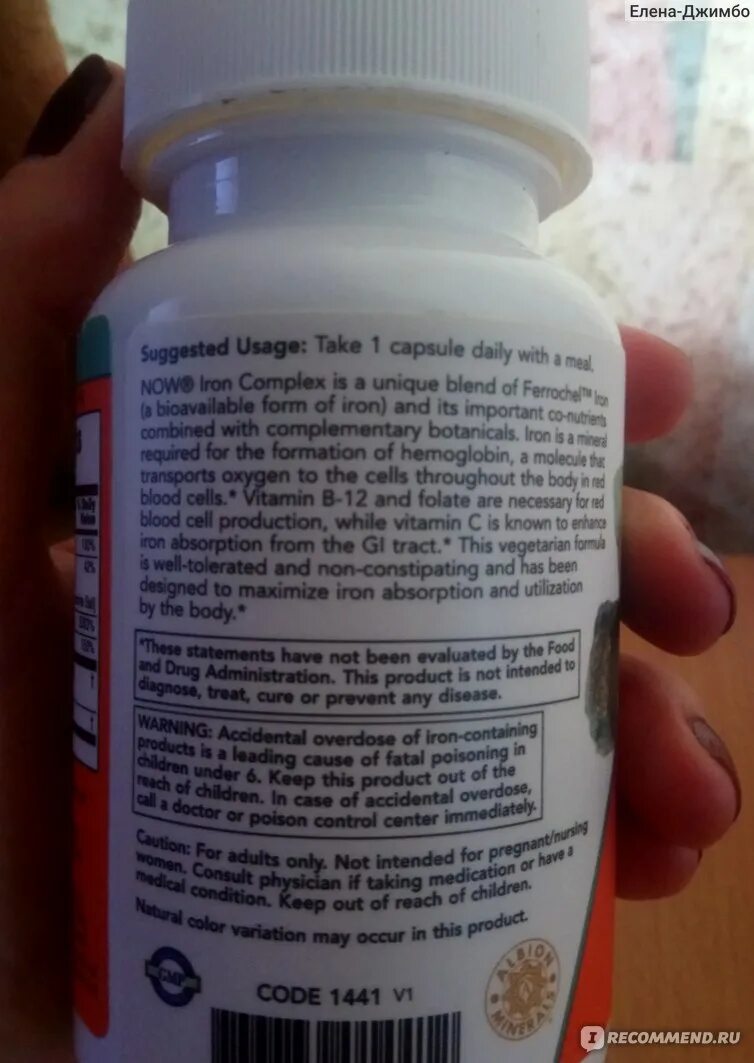 Елена-Джимбо
Suggested Usage: Take 1 capsule daily with a meal.
NOW® Iron Complex is a unique blend of Ferrochel™ Iron
(a bioavailable form of iron) and its important co-nutrients
combined with complementary botanicals. Iron is a mineral
required for the formation of hemoglobin, a molecule that
transports oxygen to the cells throughout the body in red
blood cells.* Vitamin B-12 and folate are necessary for red
blood cell production, while vitamin C is known to enhance
iron absorption from the GI tract.* This vegetarian formula
is well-tolerated and non-constipating and has been
designed to maximize iron absorption and utilization
by the body.*
*These statements have not been evaluated by the Food
and Drug Administration. This product is not intended to
diagnose, treat, cure or prevent any disease.
WARNING: Accidental overdose of iron-containing
products is a leading cause of fatal poisoning in
children under 6. Keep this product out of the
reach of children. In case of accidental overdose,
call a doctor or poison control center immediately.
Caution: For adults only. Not intended for pregnant/nursing
women. Consult physician if taking medication or have a
medical condition. Keep out of reach of children.
Natural color variation may occur in this product.
GMP
CODE 1441 V1
ALBION
MINERALS
% Daily
Value
IRECOMMEND.RU